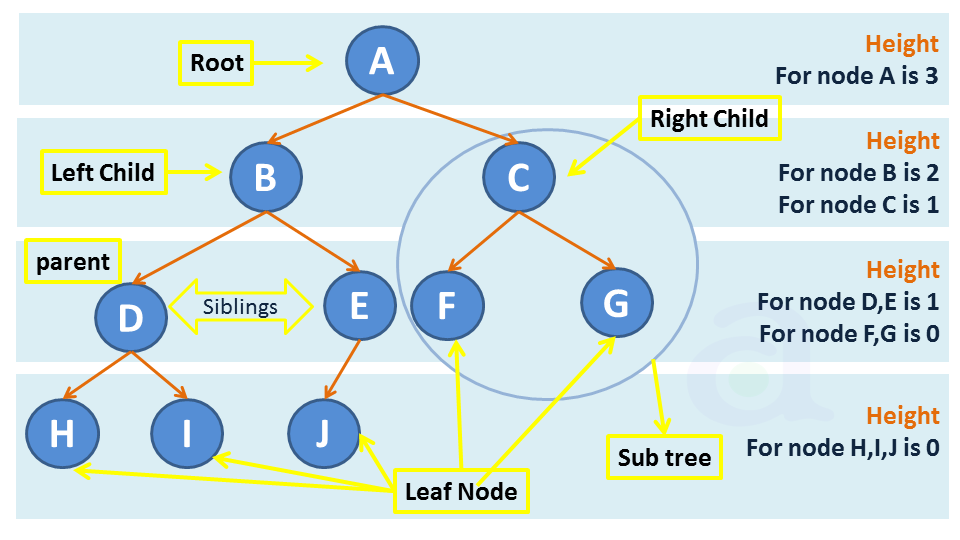 Root
A
Height
For node A is 3
Right Child
Left Child
B
C
Height
For node B is 2
For node C is 1
parent
D
Siblings
E
F
G
Height
For node D,E is 1
For node F,G is 0
H
I
J
Height
For node H,I,J is 0
Sub tree
Leaf Node